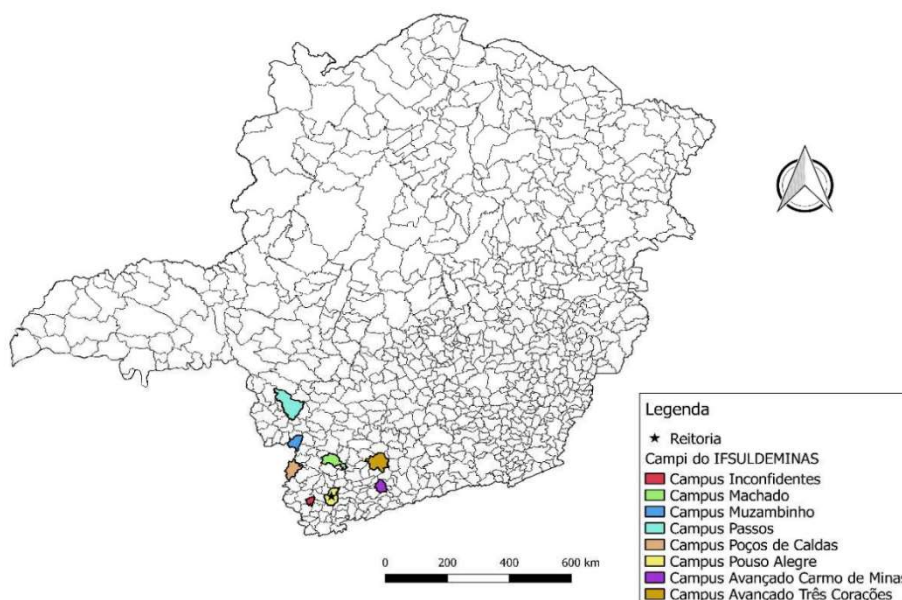 Legenda
Reitoria
Campi do IFSULDEMINAS
Campus Inconfidentes
Campus Machado
Campus Muzambinho
Campus Passos
Campus Poços de Caldas
Campus Pouso Alegre
Campus Avançado Carmo de Minas
Campus Avançado Três Corações
0 200 400 600 km